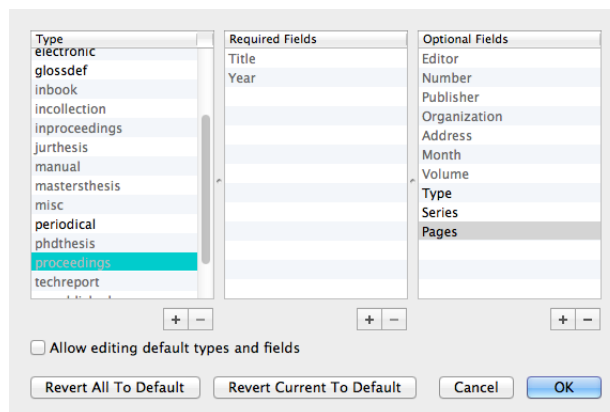 Type
electronic
glossdef
inbook
incollection
inproceedings
jurthesis
manual
mastersthesis
misc
periodical
phdthesis
proceedings
techreport
Required Fields
Title
Year
Optional Fields
Editor
Number
Publisher
Organization
Address
Month
Volume
Type
Series
Pages
+ −
+ −
+ −
Allow editing default types and fields
Revert All To Default
Revert Current To Default
Cancel
OK